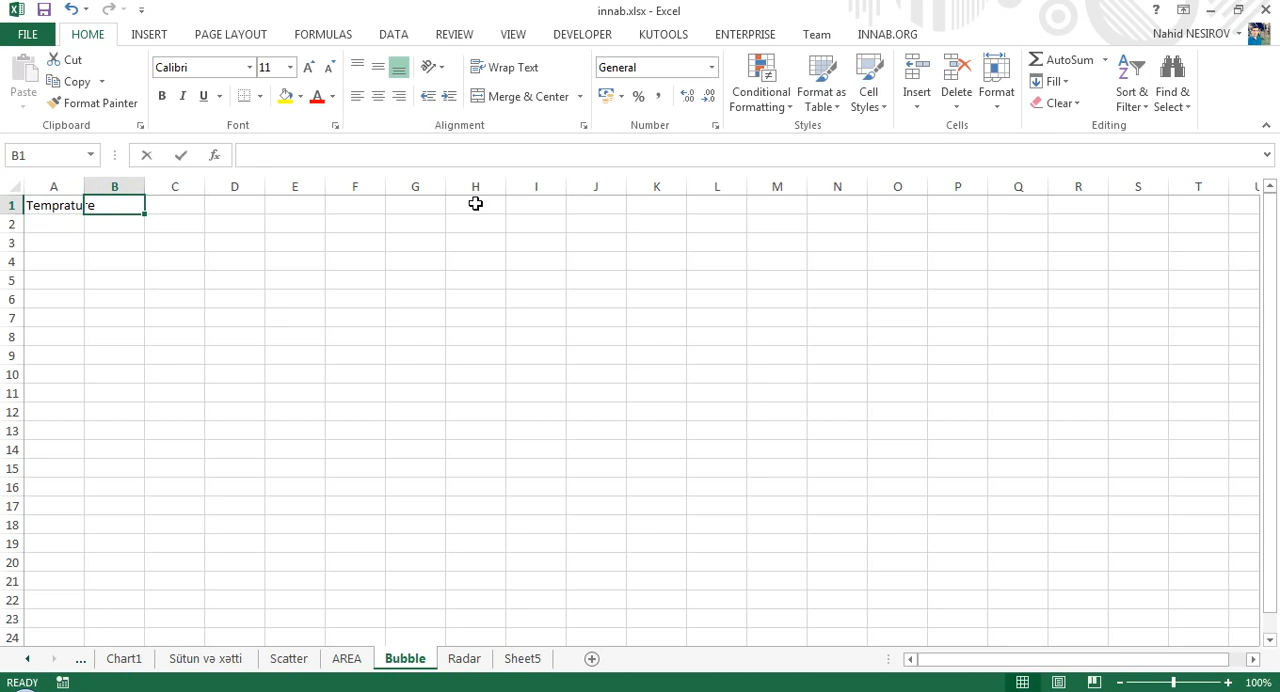 innab.xlsx - Excel
FILE HOME INSERT PAGE LAYOUT FORMULAS DATA REVIEW VIEW DEVELOPER KUTOOLS ENTERPRISE Team INNAB.ORG Nahid NESIROV
Paste
Cut
Copy
Format Painter
Clipboard
Calibri 11
B I U
Font
Wrap Text
Merge & Center
Alignment
General
%
Number
Conditional Formatting
Format as Table
Cell Styles
Styles
Insert Delete Format
Cells
AutoSum
Fill
Clear
Sort & Filter
Find & Select
Editing
B1 fx
A B C D E F G H I J K L M N O P Q R S T U
1 Temprature
2
3
4
5
6
7
8
9
10
11
12
13
14
15
16
17
18
19
20
21
22
23
24
... Chart1 Sütun və xətti Scatter AREA Bubble Radar Sheet5
READY 100%